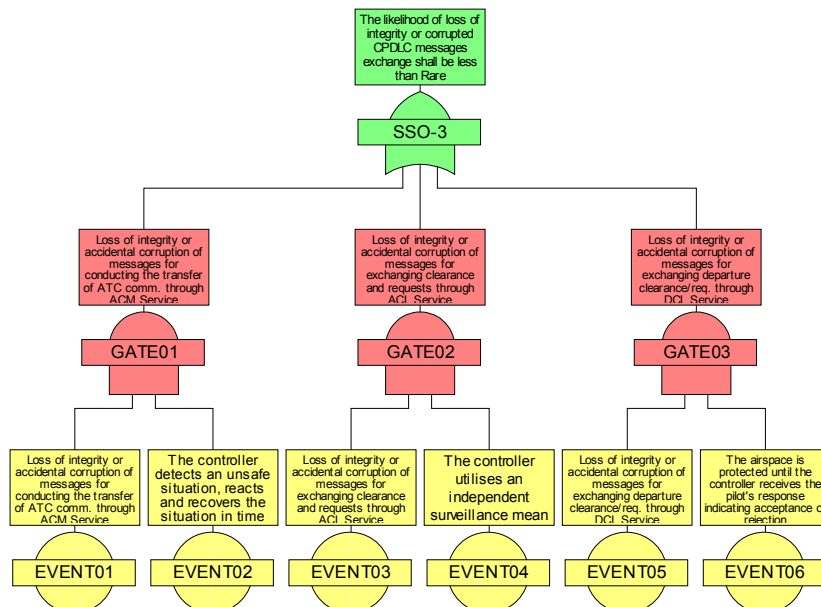 The likelihood of loss of
integrity or corrupted
CPDLC messages
exchange shall be less
than Rare
SSO-3
Loss of integrity or
accidental corruption of
messages for
conducting the transfer
of ATC comm. through
ACM Service
GATE01
Loss of integrity or
accidental corruption of
messages for
exchanging clearance
and requests through
ACL Service
GATE02
Loss of integrity or
accidental corruption of
messages for
exchanging departure
clearance/req. through
DCL Service
GATE03
Loss of integrity or
accidental corruption of
messages for
conducting the transfer
of ATC comm. through
ACM Service
EVENT01
The controller
detects an unsafe
situation, reacts
and recovers the
situation in time
EVENT02
Loss of integrity or
accidental corruption of
messages for
exchanging clearance
and requests through
ACL Service
EVENT03
The controller
utilises an
independent
surveillance mean
EVENT04
Loss of integrity or
accidental corruption of
messages for
exchanging departure
clearance/req. through
DCL Service
EVENT05
The airspace is
protected until the
controller receives the
pilot's response
indicating acceptance or
rejection
EVENT06